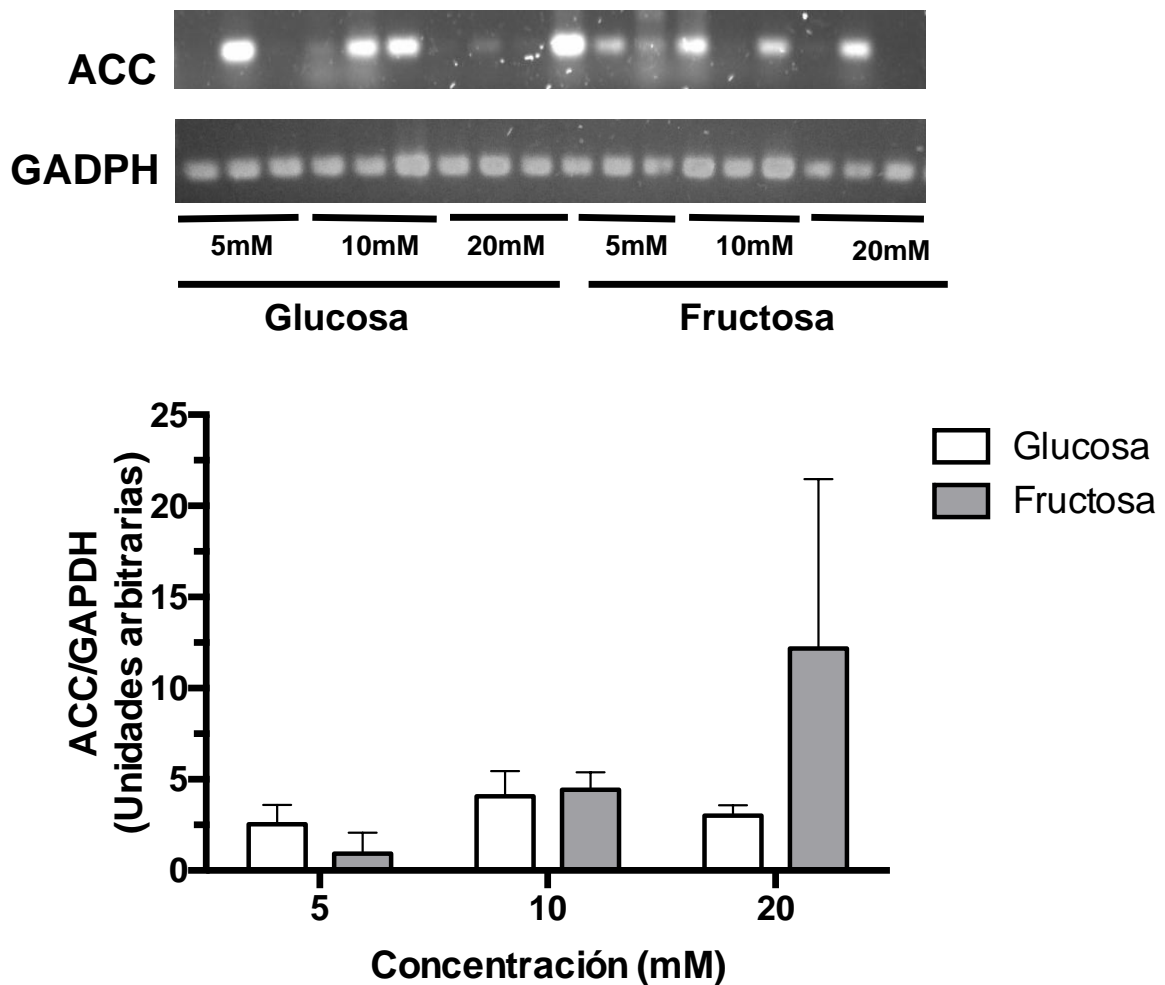 ACC
GADPH
5mM 10mM 20mM 5mM 10mM 20mM
Glucosa Fructosa
25
20
15
10
5
0
ACC/GAPDH
(Unidades arbitrarias)
Glucosa
Fructosa
5 10 20
Concentración (mM)